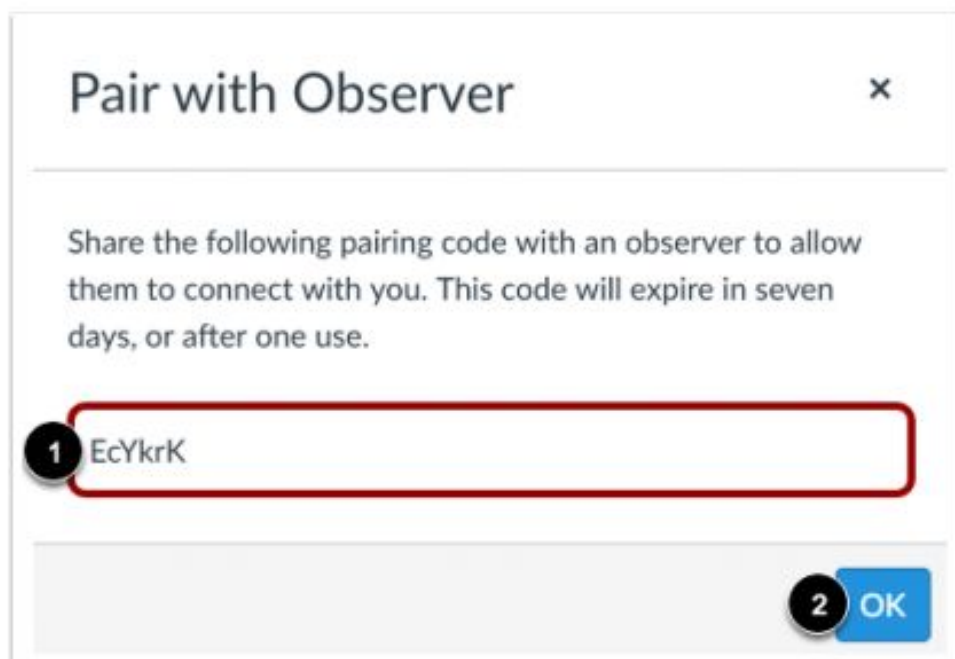 Pair with Observer ×
Share the following pairing code with an observer to allow
them to connect with you. This code will expire in seven
days, or after one use.
1 EcYkrK
2 OK